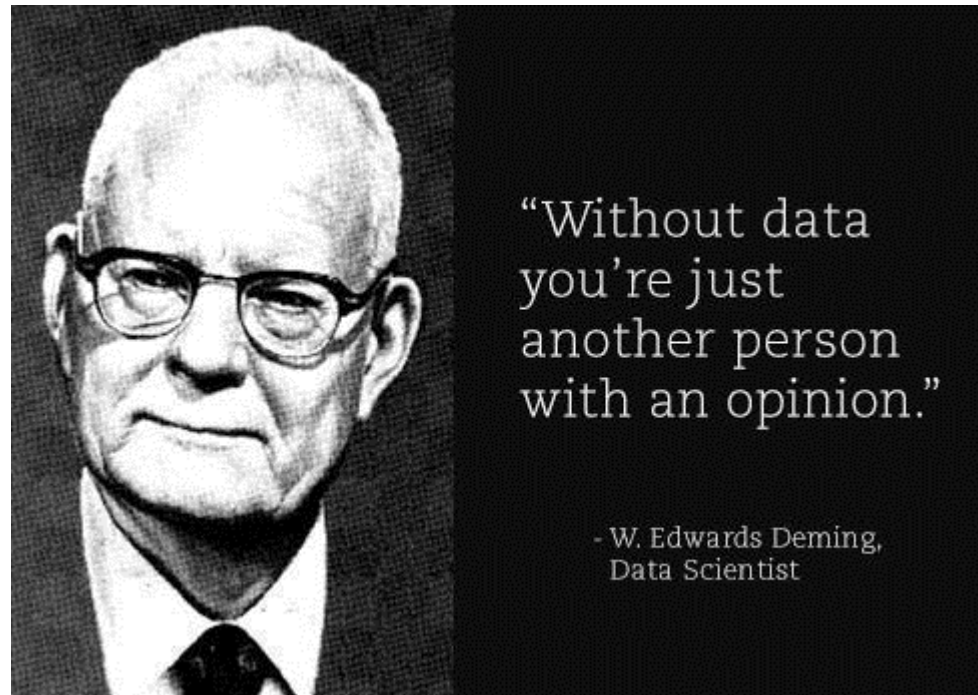 “Without data
you’re just
another person
with an opinion.”
- W. Edwards Deming,
Data Scientist